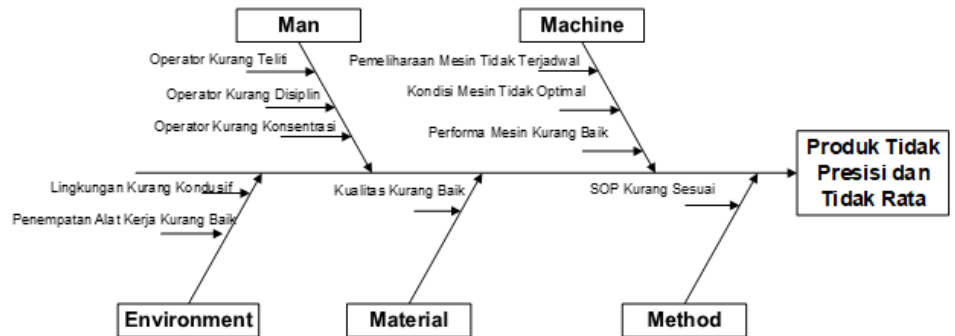 Man
Machine
Operator Kurang Teliti
Operator Kurang Disiplin
Operator Kurang Konsentrasi
Pemeliharaan Mesin Tidak Terjadwal
Kondisi Mesin Tidak Optimal
Performa Mesin Kurang Baik
Produk Tidak
Presisi dan
Tidak Rata
Lingkungan Kurang Kondusif
Penempatan Alat Kerja Kurang Baik
Kualitas Kurang Baik
SOP Kurang Sesuai
Environment
Material
Method